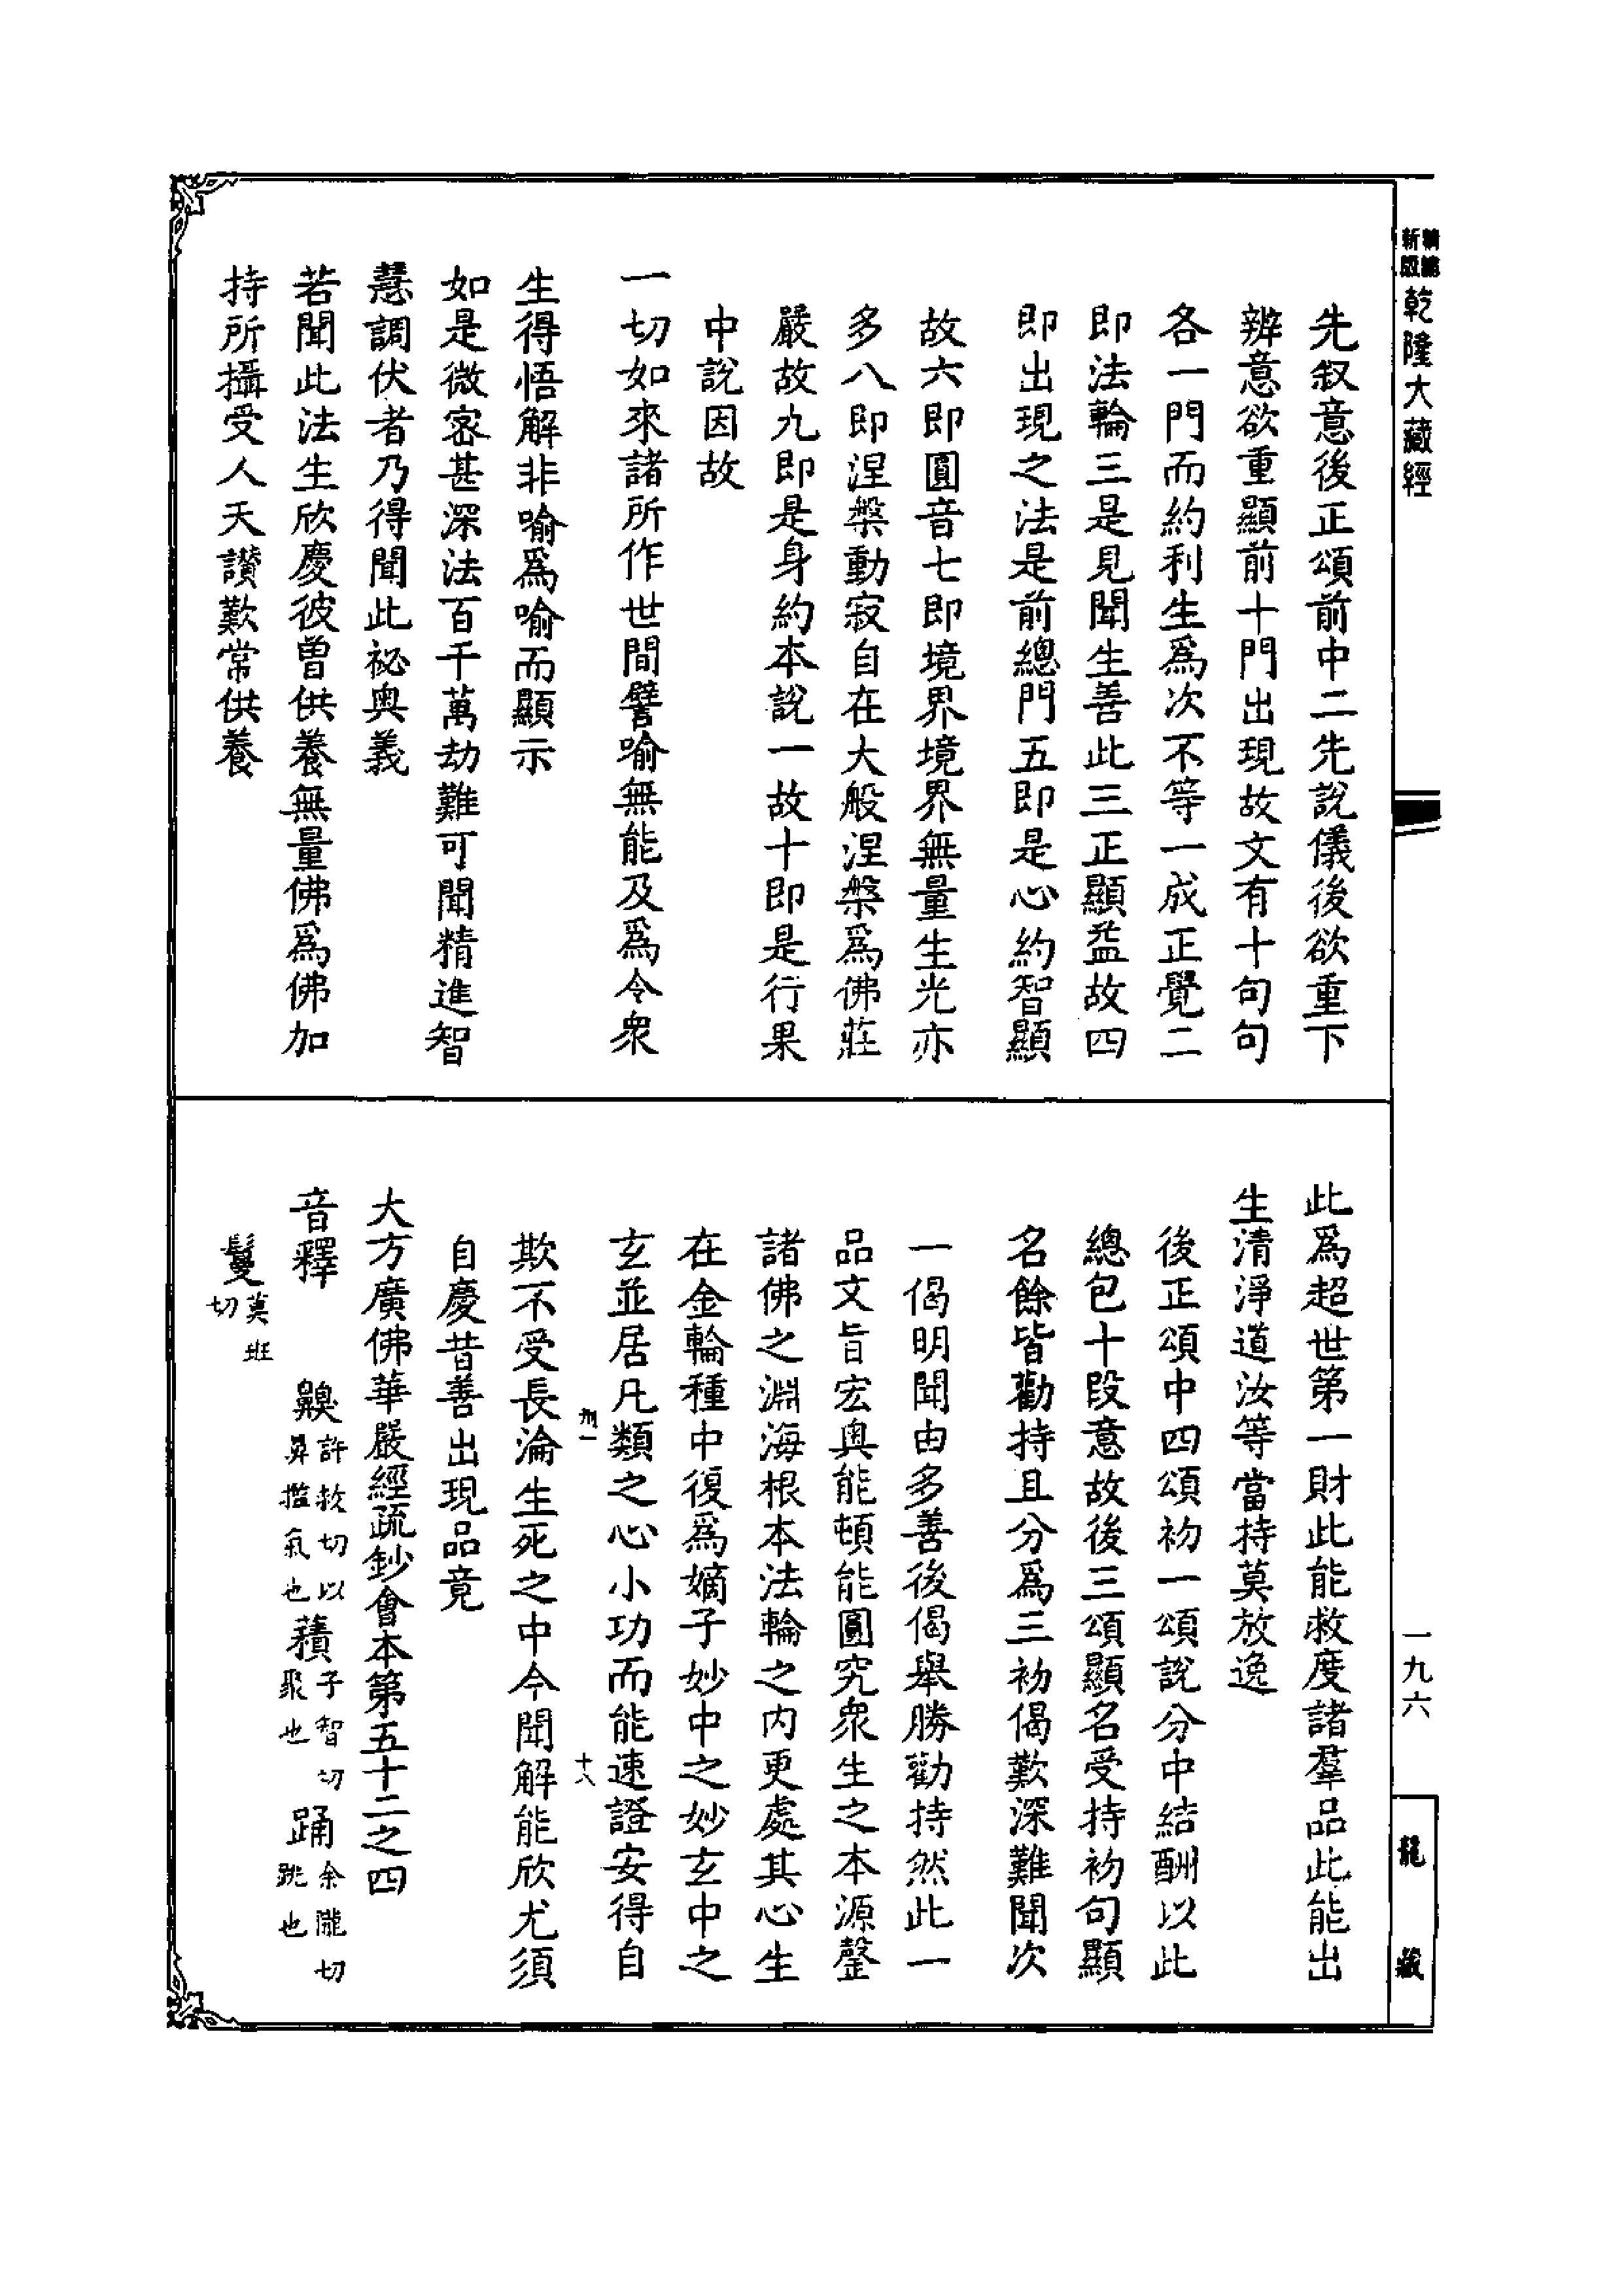 乾隆大藏經
一九六
先叙意後正頌前中二先說儀後欲重下
辨意欲重顯前十門出現故文有十句句
各一門而約利生為次不等一成正覺二
即法輪三是見聞生善此三正顯益故四
即出現之法是前總門五即是心約智顯
故六即圓音七即境界境界無量生光亦
多八即涅槃動寂自在大般涅槃為佛莊
嚴故九即是身約本說一故十即是行果
中說因故
一切如來諸所作世間譬喻無能及為令衆
生得悟解非喻為喻而顯示
如是微密甚深法百千萬劫難可聞精進智
慧調伏者乃得聞此祕奧義
若聞此法生欣慶彼曾供養無量佛為佛加
持所攝受人天讚歎常供養
此為超世第一財此能救度諸羣品此能出
生清淨道汝等當持莫放逸
後正頌中四頌初一頌說分中結酬以此
總包十段意故後三頌顯名受持初句顯
名餘皆勸持且分為三初偈歎深難聞次
一偈明聞由多善後偈舉勝勸持然此一
品文旨宏奧能頓能圓究衆生之本源罄
諸佛之淵海根本法輪之内更處其心生
在金輪種中復為嫡子妙中之妙玄中之
玄並居凡類之心小功而能速證安得自
十八
欺不受長淪生死之中今聞解能欣尤須
自慶昔善出現品竟
大方廣佛華嚴經疏鈔會本第五十二之四
音釋
齅許救切以鼻擥氣也 積子智切聚也 踊余隴切跳也
鬘莫班切
龍藏